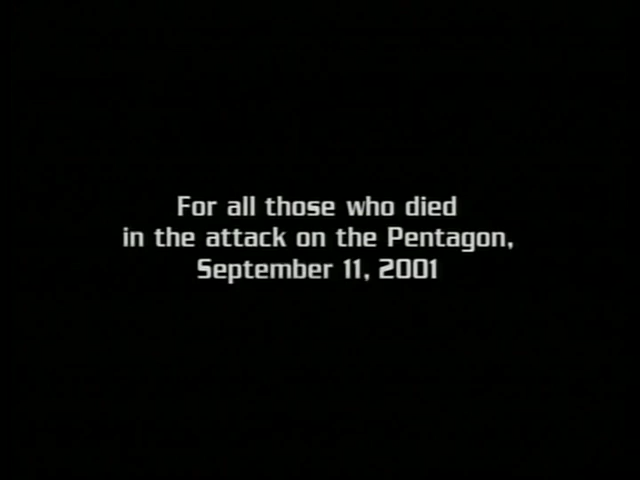 For all those who died
in the attack on the Pentagon,
September 11, 2001